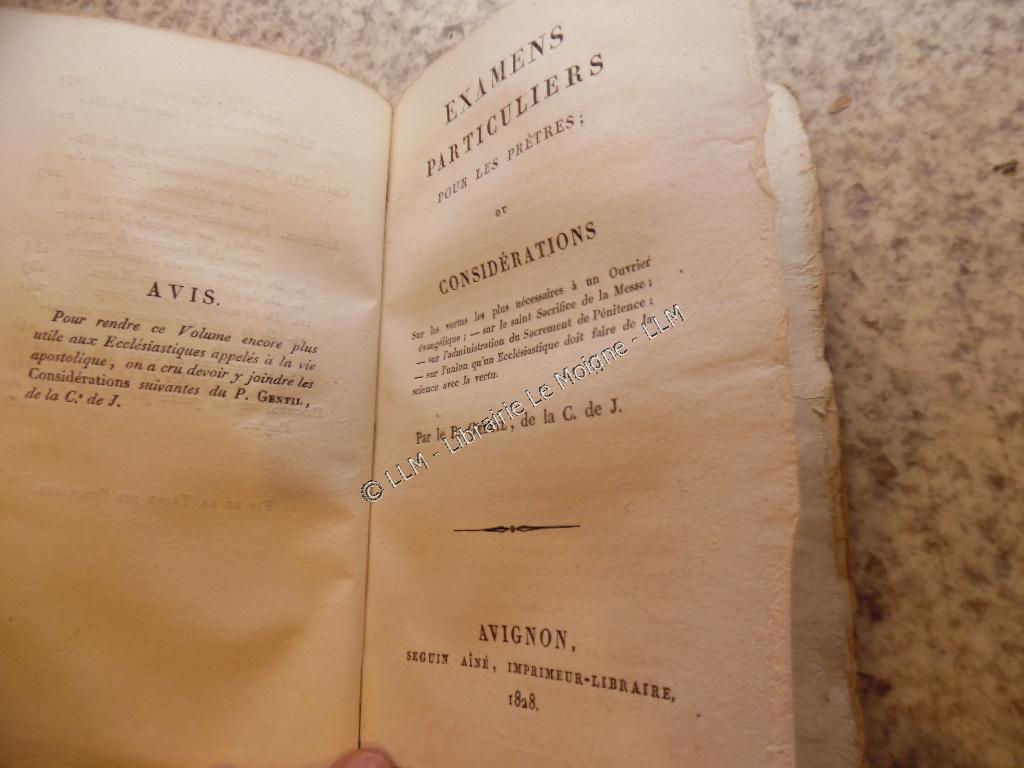 AVIS.
Pour rendre ce Volume encore plus
utile aux Ecclésiastiques appelés à la vie
apostolique, on a cru devoir y joindre les
Considérations suivantes du P. GENTIL,
de la C.e de J.
EXAMENS
PARTICULIERS
POUR LES PRÊTRES;
OU
CONSIDÉRATIONS
Sur les vertus les plus nécessaires à un Ouvrier
évangélique; — sur le saint Sacrifice de la Messe;
— sur l'administration du Sacrement de Pénitence;
— sur l'union qu'un Ecclésiastique doit faire de la
science avec la vertu.
Par le P. GENTIL, de la C. de J.
AVIGNON,
SEGUIN AÎNÉ, IMPRIMEUR-LIBRAIRE,
1828.
© LLM - Librairie Le Moigne - LLM